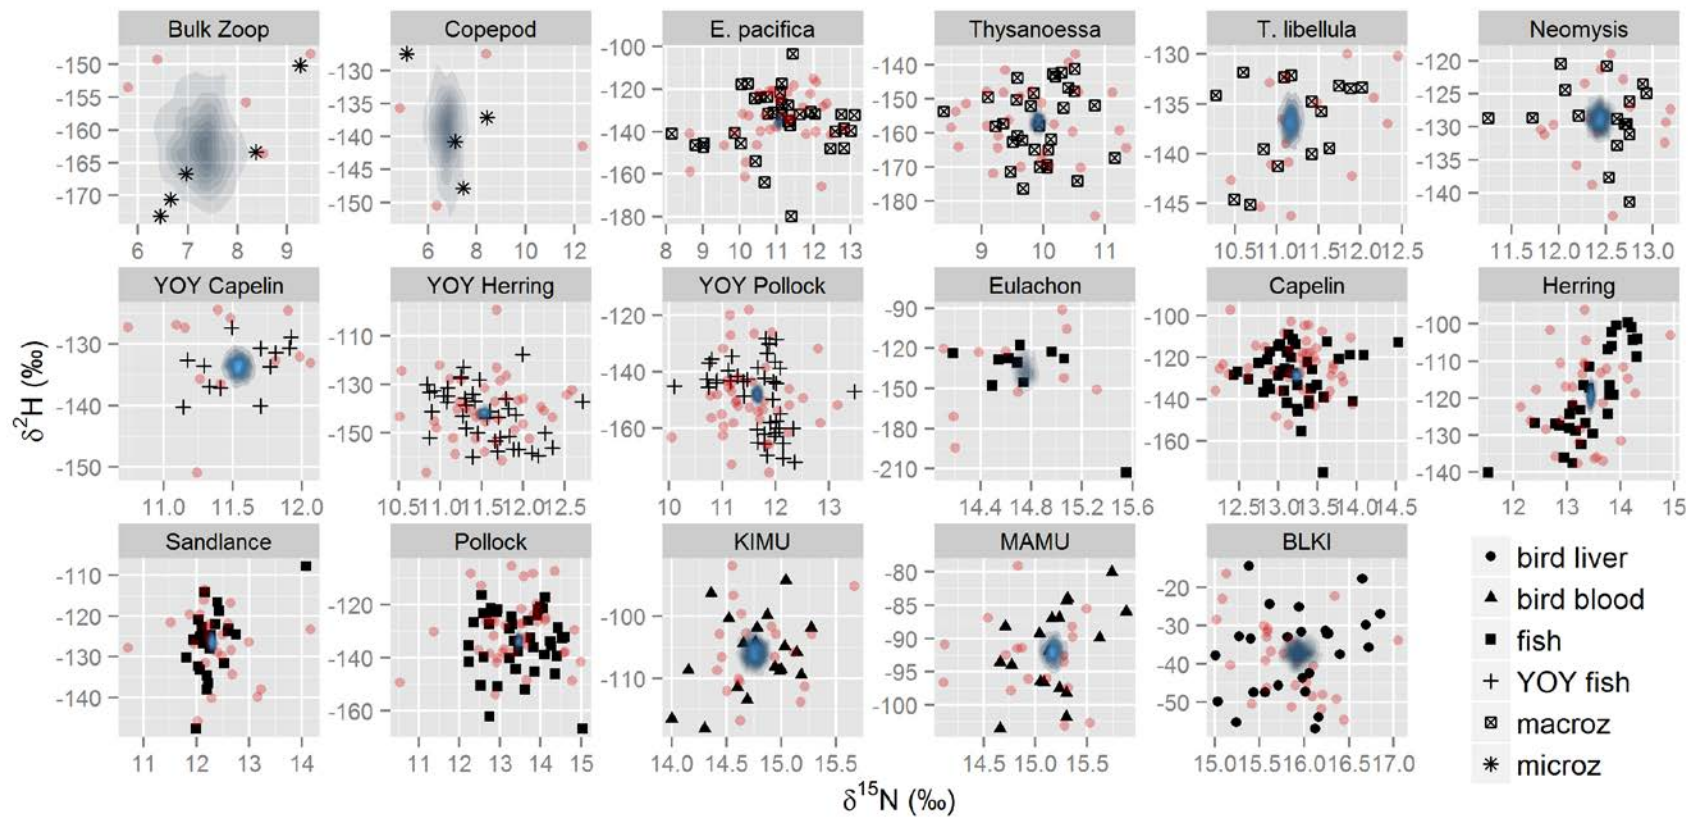 Bulk Zoop Copepod E. pacifica Thysanoessa T. libellula Neomysis
-150 -155 -160 -165 -170
6 7 8 9
-130 -135 -140 -145 -150
6 8 10 12
-100 -120 -140 -160 -180
8 9 10 11 12 13
-140 -150 -160 -170 -180
9 10 11
-130 -135 -140 -145
10.5 11.0 11.5 12.0 12.5
-120 -125 -130 -135 -140
11.5 12.0 12.5 13.0
YOY Capelin YOY Herring YOY Pollock Eulachon Capelin Herring
-130 -140 -150
11.0 11.5 12.0
-110 -130 -150
10.5 11.0 11.5 12.0 12.5
-120 -140 -160
10 11 12 13
-90 -120 -150 -180 -210
14.4 14.8 15.2 15.6
-100 -120 -140 -160
12.5 13.0 13.5 14.0 14.5
-100 -110 -120 -130 -140
12 13 14 15
Sandlance Pollock KIMU MAMU BLKI
-110 -120 -130 -140
11 12 13 14
-120 -140 -160
11 12 13 14 15
-100 -110
14.0 14.5 15.0 15.5
-80 -85 -90 -95 -100
14.5 15.0 15.5
-20 -30 -40 -50
15.0 15.5 16.0 16.5 17.0
bird liver
bird blood
fish
YOY fish
macroz
microz
δ²H (‰)
δ¹⁵N (‰)